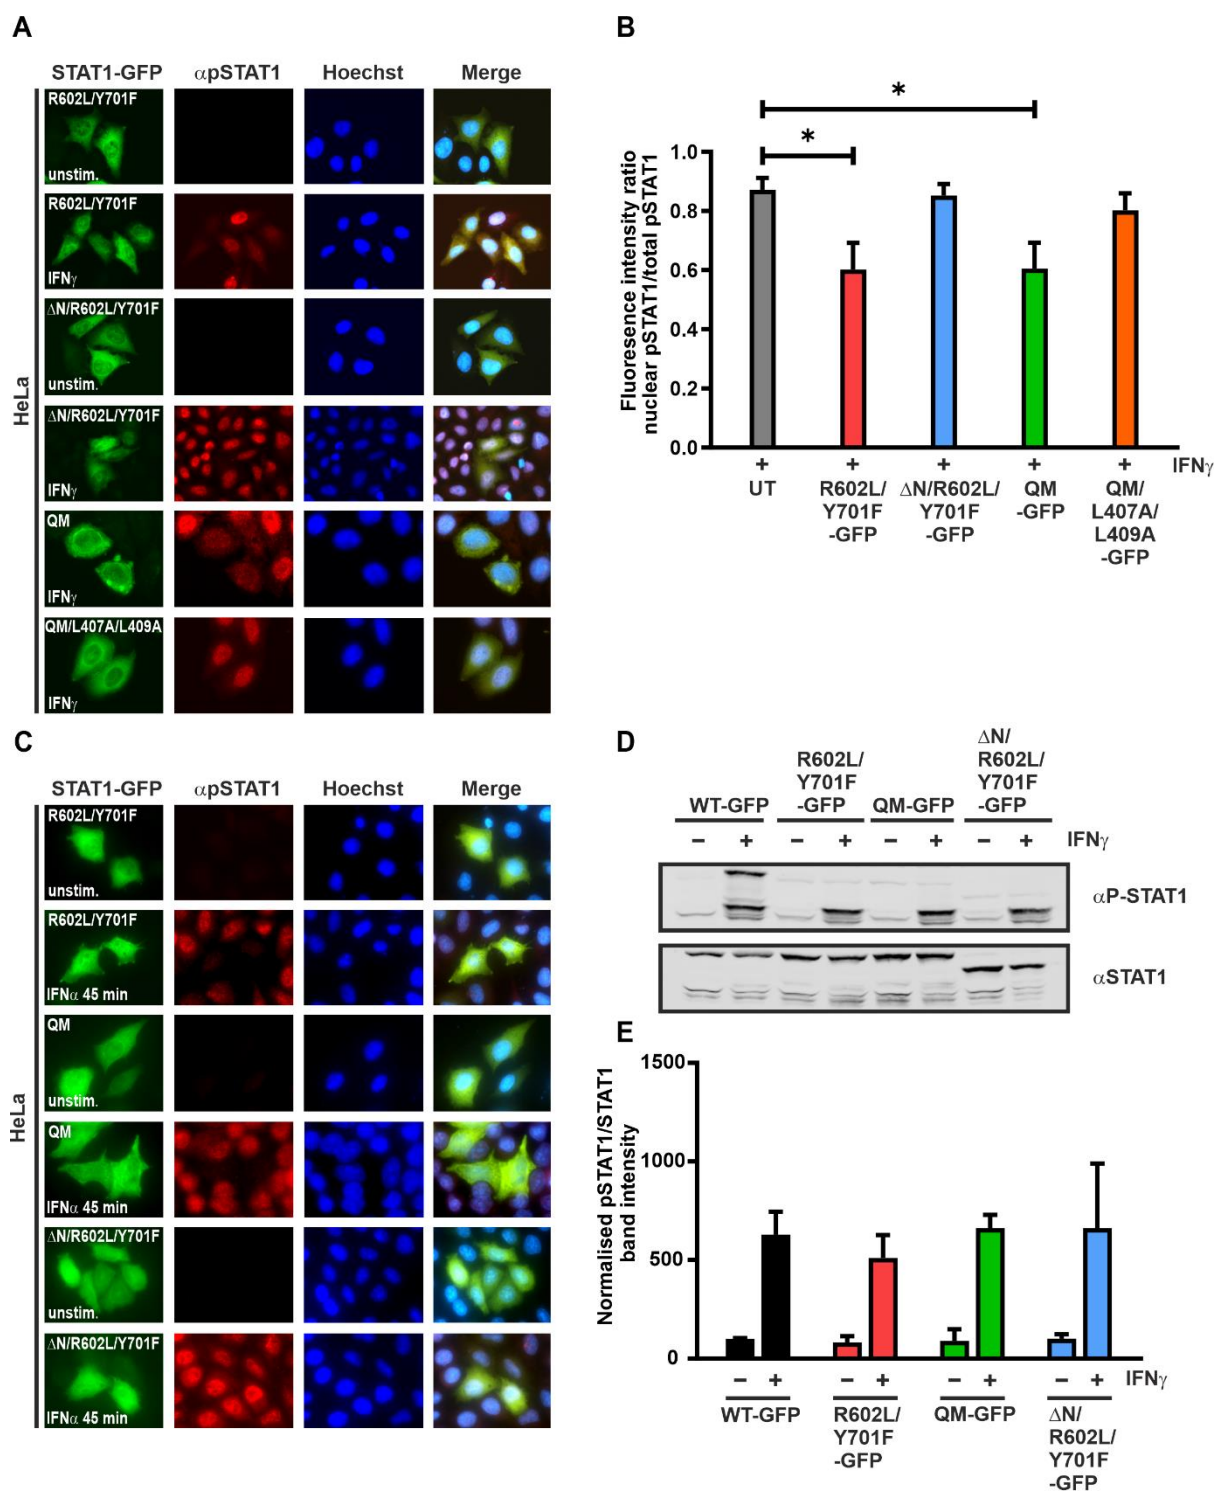 A
STAT1-GFP αpSTAT1 Hoechst Merge
HeLa
R602L/Y701F
unstim.
R602L/Y701F
IFNγ
ΔN/R602L/Y701F
unstim.
ΔN/R602L/Y701F
IFNγ
QM
IFNγ
QM/L407A/L409A
IFNγ
B
Fluoresence intensity ratio
nuclear pSTAT1/total pSTAT1
1.0
0.8
0.6
0.4
0.2
0.0
*
*
+ + + + + IFNγ
UT
R602L/
Y701F
-GFP
ΔN/R602L/
Y701F
-GFP
QM
-GFP
QM/
L407A/
L409A
-GFP
C
STAT1-GFP αpSTAT1 Hoechst Merge
HeLa
R602L/Y701F
unstim.
R602L/Y701F
IFNα 45 min
QM
unstim.
QM
IFNα 45 min
ΔN/R602L/Y701F
unstim.
ΔN/R602L/Y701F
IFNα 45 min
D
WT-GFP
R602L/
Y701F
-GFP
QM-GFP
ΔN/
R602L/
Y701F
-GFP
− + − + − + − + IFNγ
αP-STAT1
αSTAT1
E
Normalised pSTAT1/STAT1
band intensity
1500
1000
500
0
− + − + − + − + IFNγ
WT-GFP
R602L/
Y701F
-GFP
QM-GFP
ΔN/
R602L/
Y701F
-GFP